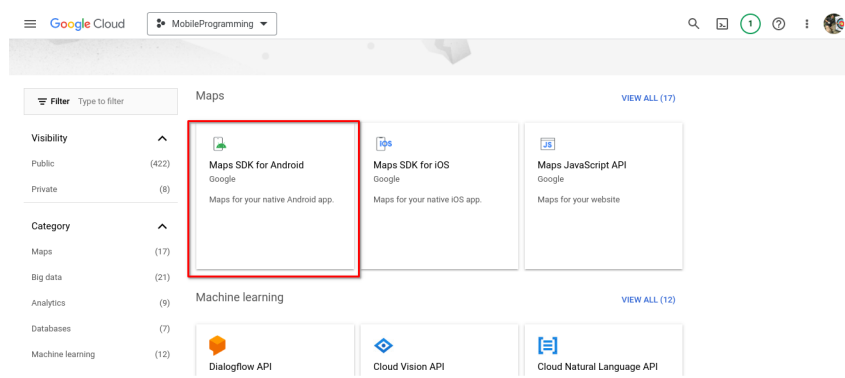 Google Cloud
MobileProgramming
1
Filter Type to filter
Visibility
Public (422)
Private (8)
Category
Maps (17)
Big data (21)
Analytics (9)
Databases (7)
Machine learning (12)
Maps
VIEW ALL (17)
Maps SDK for Android
Google
Maps for your native Android app.
iOS
Maps SDK for iOS
Google
Maps for your native iOS app.
JS
Maps JavaScript API
Google
Maps for your website
Machine learning
VIEW ALL (12)
Dialogflow API
Cloud Vision API
Cloud Natural Language API